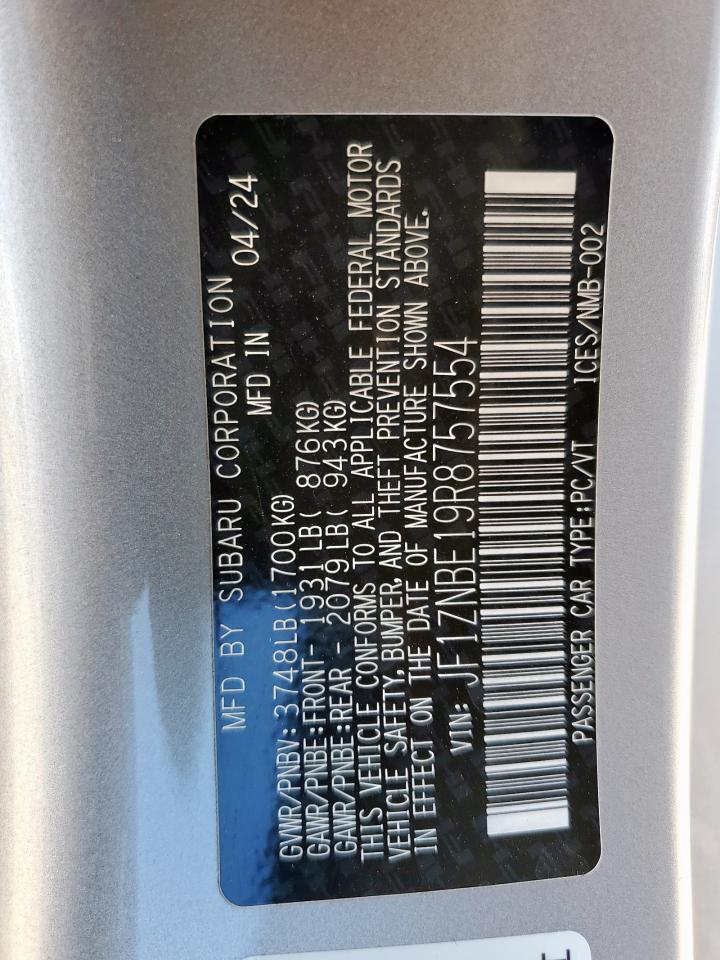 MFD BY SUBARU CORPORATION
MFD IN 04/24
GVWR/PNBV: 3748LB(1700KG)
GAWR/PNBE:FRONT- 1931LB( 876KG)
GAWR/PNBE:REAR - 2079LB( 943KG)
THIS VEHICLE CONFORMS TO ALL APPLICABLE FEDERAL MOTOR
VEHICLE SAFETY, BUMPER, AND THEFT PREVENTION STANDARDS
IN EFFECT ON THE DATE OF MANUFACTURE SHOWN ABOVE.
VIN: JF1ZNBE19R8757554
PASSENGER CAR TYPE:PC/VT ICES/NMB-002